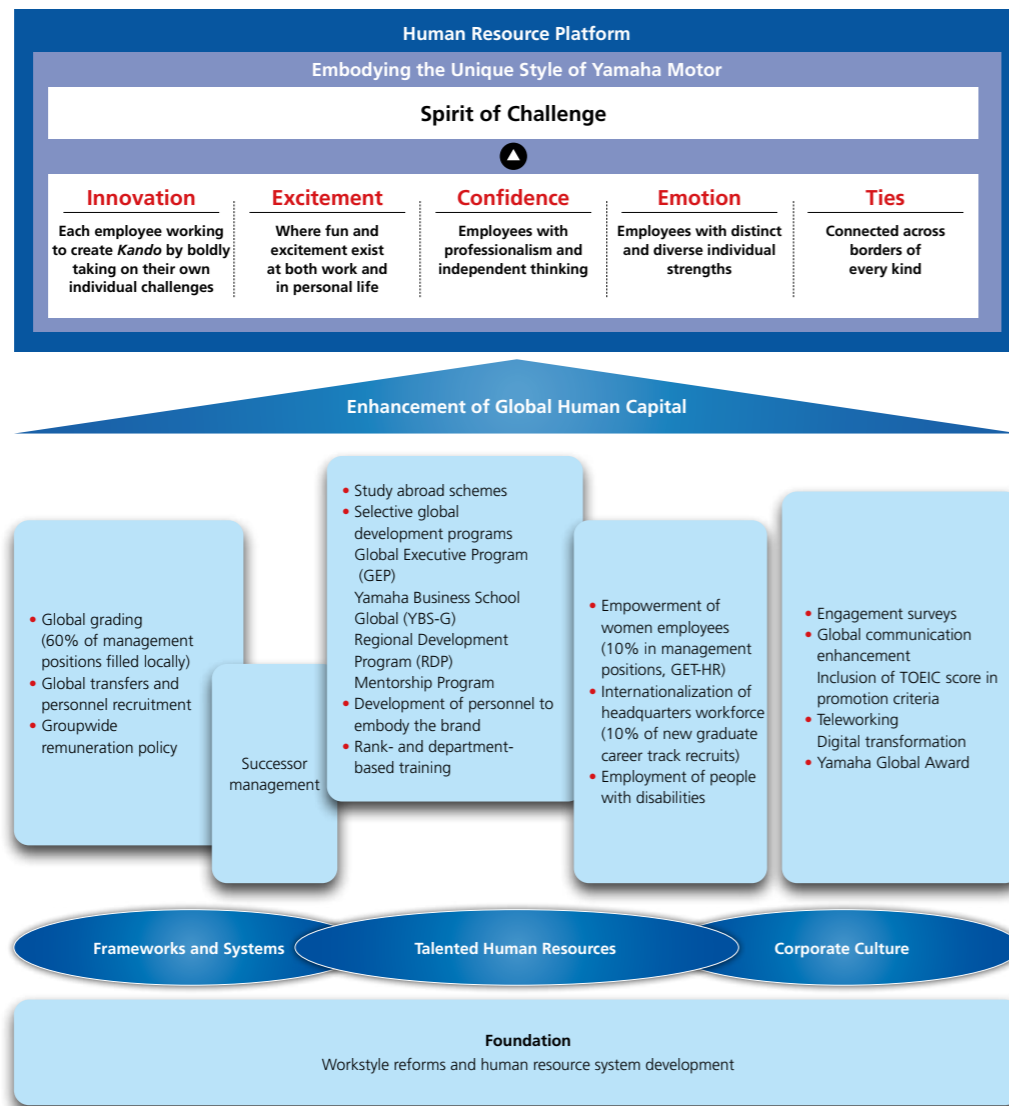 Human Resource Platform
Embodying the Unique Style of Yamaha Motor
Spirit of Challenge
Innovation
Each employee working
to create Kando by boldly
taking on their own
individual challenges
Excitement
Where fun and
excitement exist
at both work and
in personal life
Confidence
Employees with
professionalism and
independent thinking
Emotion
Employees with distinct
and diverse individual
strengths
Ties
Connected across
borders of
every kind
Enhancement of Global Human Capital
• Global grading
(60% of management
positions filled locally)
• Global transfers and
personnel recruitment
• Groupwide
remuneration policy
Successor
management
• Study abroad schemes
• Selective global
development programs
Global Executive Program
(GEP)
Yamaha Business School
Global (YBS-G)
Regional Development
Program (RDP)
Mentorship Program
• Development of personnel to
embody the brand
• Rank- and department-
based training
• Empowerment of
women employees
(10% in management
positions, GET-HR)
• Internationalization of
headquarters workforce
(10% of new graduate
career track recruits)
• Employment of people
with disabilities
• Engagement surveys
• Global communication
enhancement
Inclusion of TOEIC score in
promotion criteria
• Teleworking
Digital transformation
• Yamaha Global Award
Frameworks and Systems
Talented Human Resources
Corporate Culture
Foundation
Workstyle reforms and human resource system development